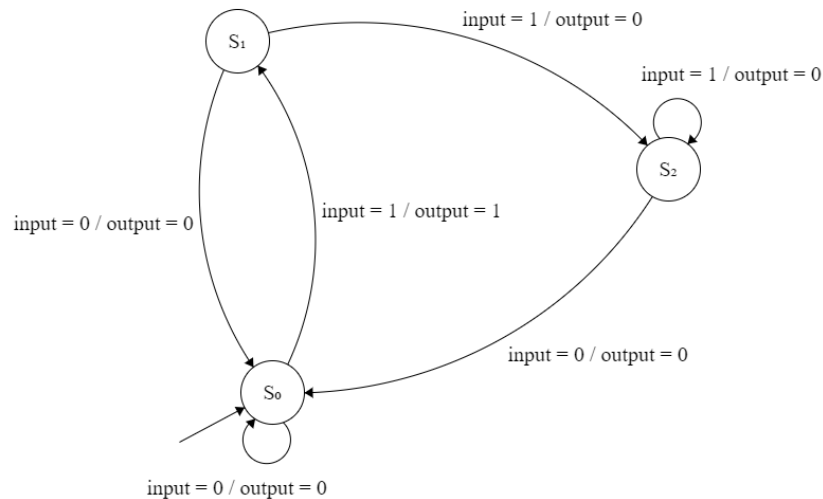 S₁
input = 1 / output = 0
input = 1 / output = 0
S₂
input = 0 / output = 0
input = 1 / output = 1
input = 0 / output = 0
S₀
input = 0 / output = 0